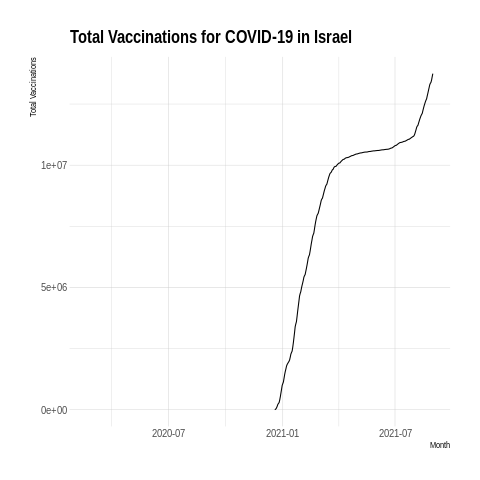 Total Vaccinations for COVID-19 in Israel
Total Vaccinations
1e+07
5e+06
0e+00
2020-07
2021-01
2021-07
Month